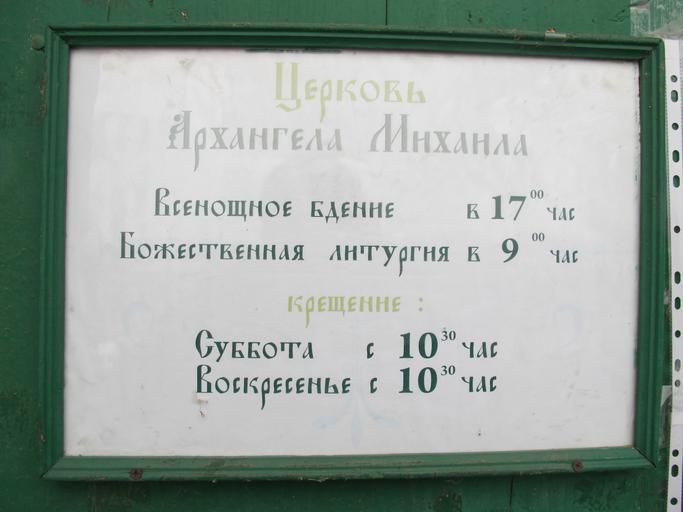 Церковь
Архангела Михаила
Всенощное бдение в 17 00 час
Божественная литургия в 9 00 час
крещение :
Суббота с 10 30 час
Воскресенье с 10 30 час